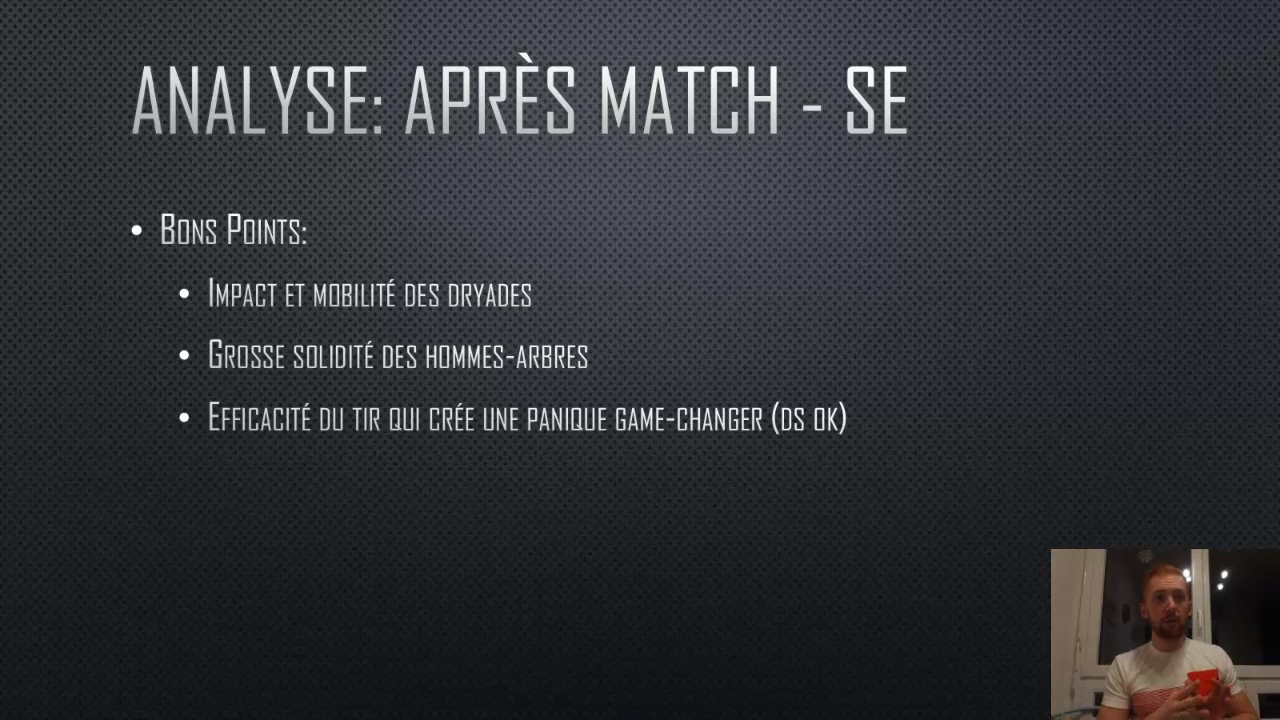 ANALYSE: APRÈS MATCH - SE
• BONS POINTS:
• IMPACT ET MOBILITÉ DES DRYADES
• GROSSE SOLIDITÉ DES HOMMES-ARBRES
• EFFICACITÉ DU TIR QUI CRÉE UNE PANIQUE GAME-CHANGER (DS OK)